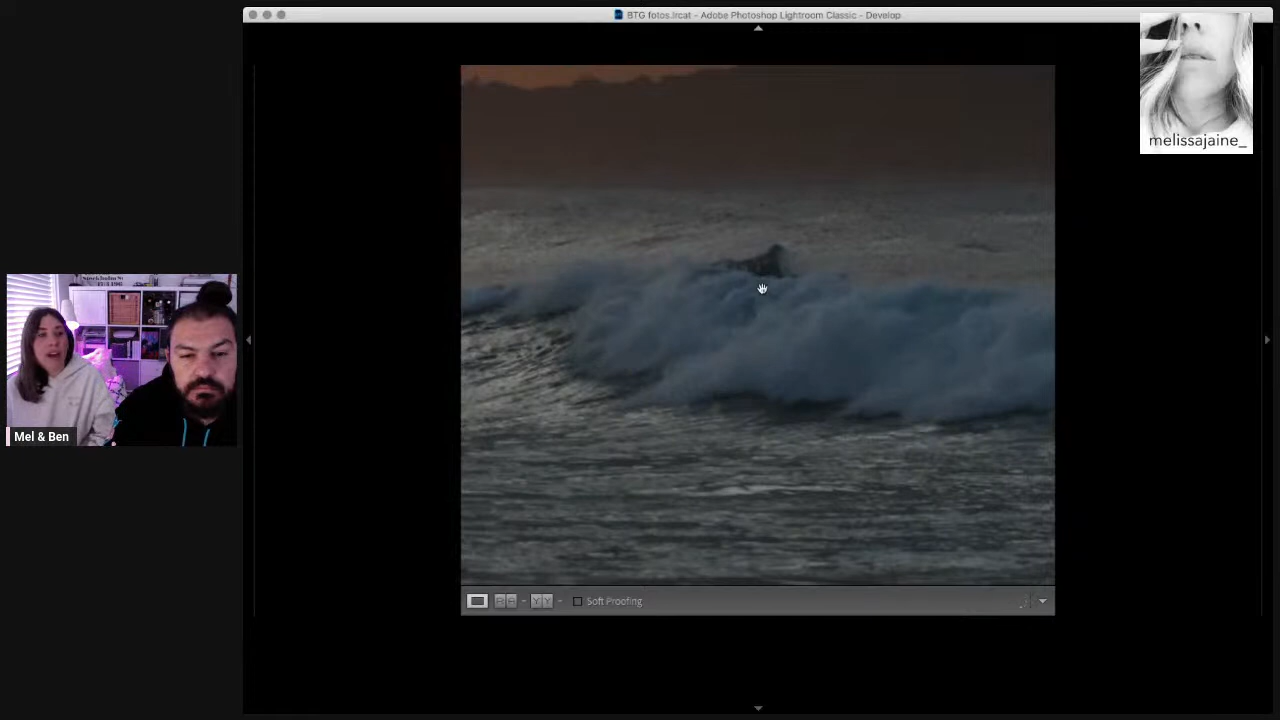 BTG fotos.lrcat - Adobe Photoshop Lightroom Classic - Develop
melissajaine_
Mel & Ben
Soft Proofing